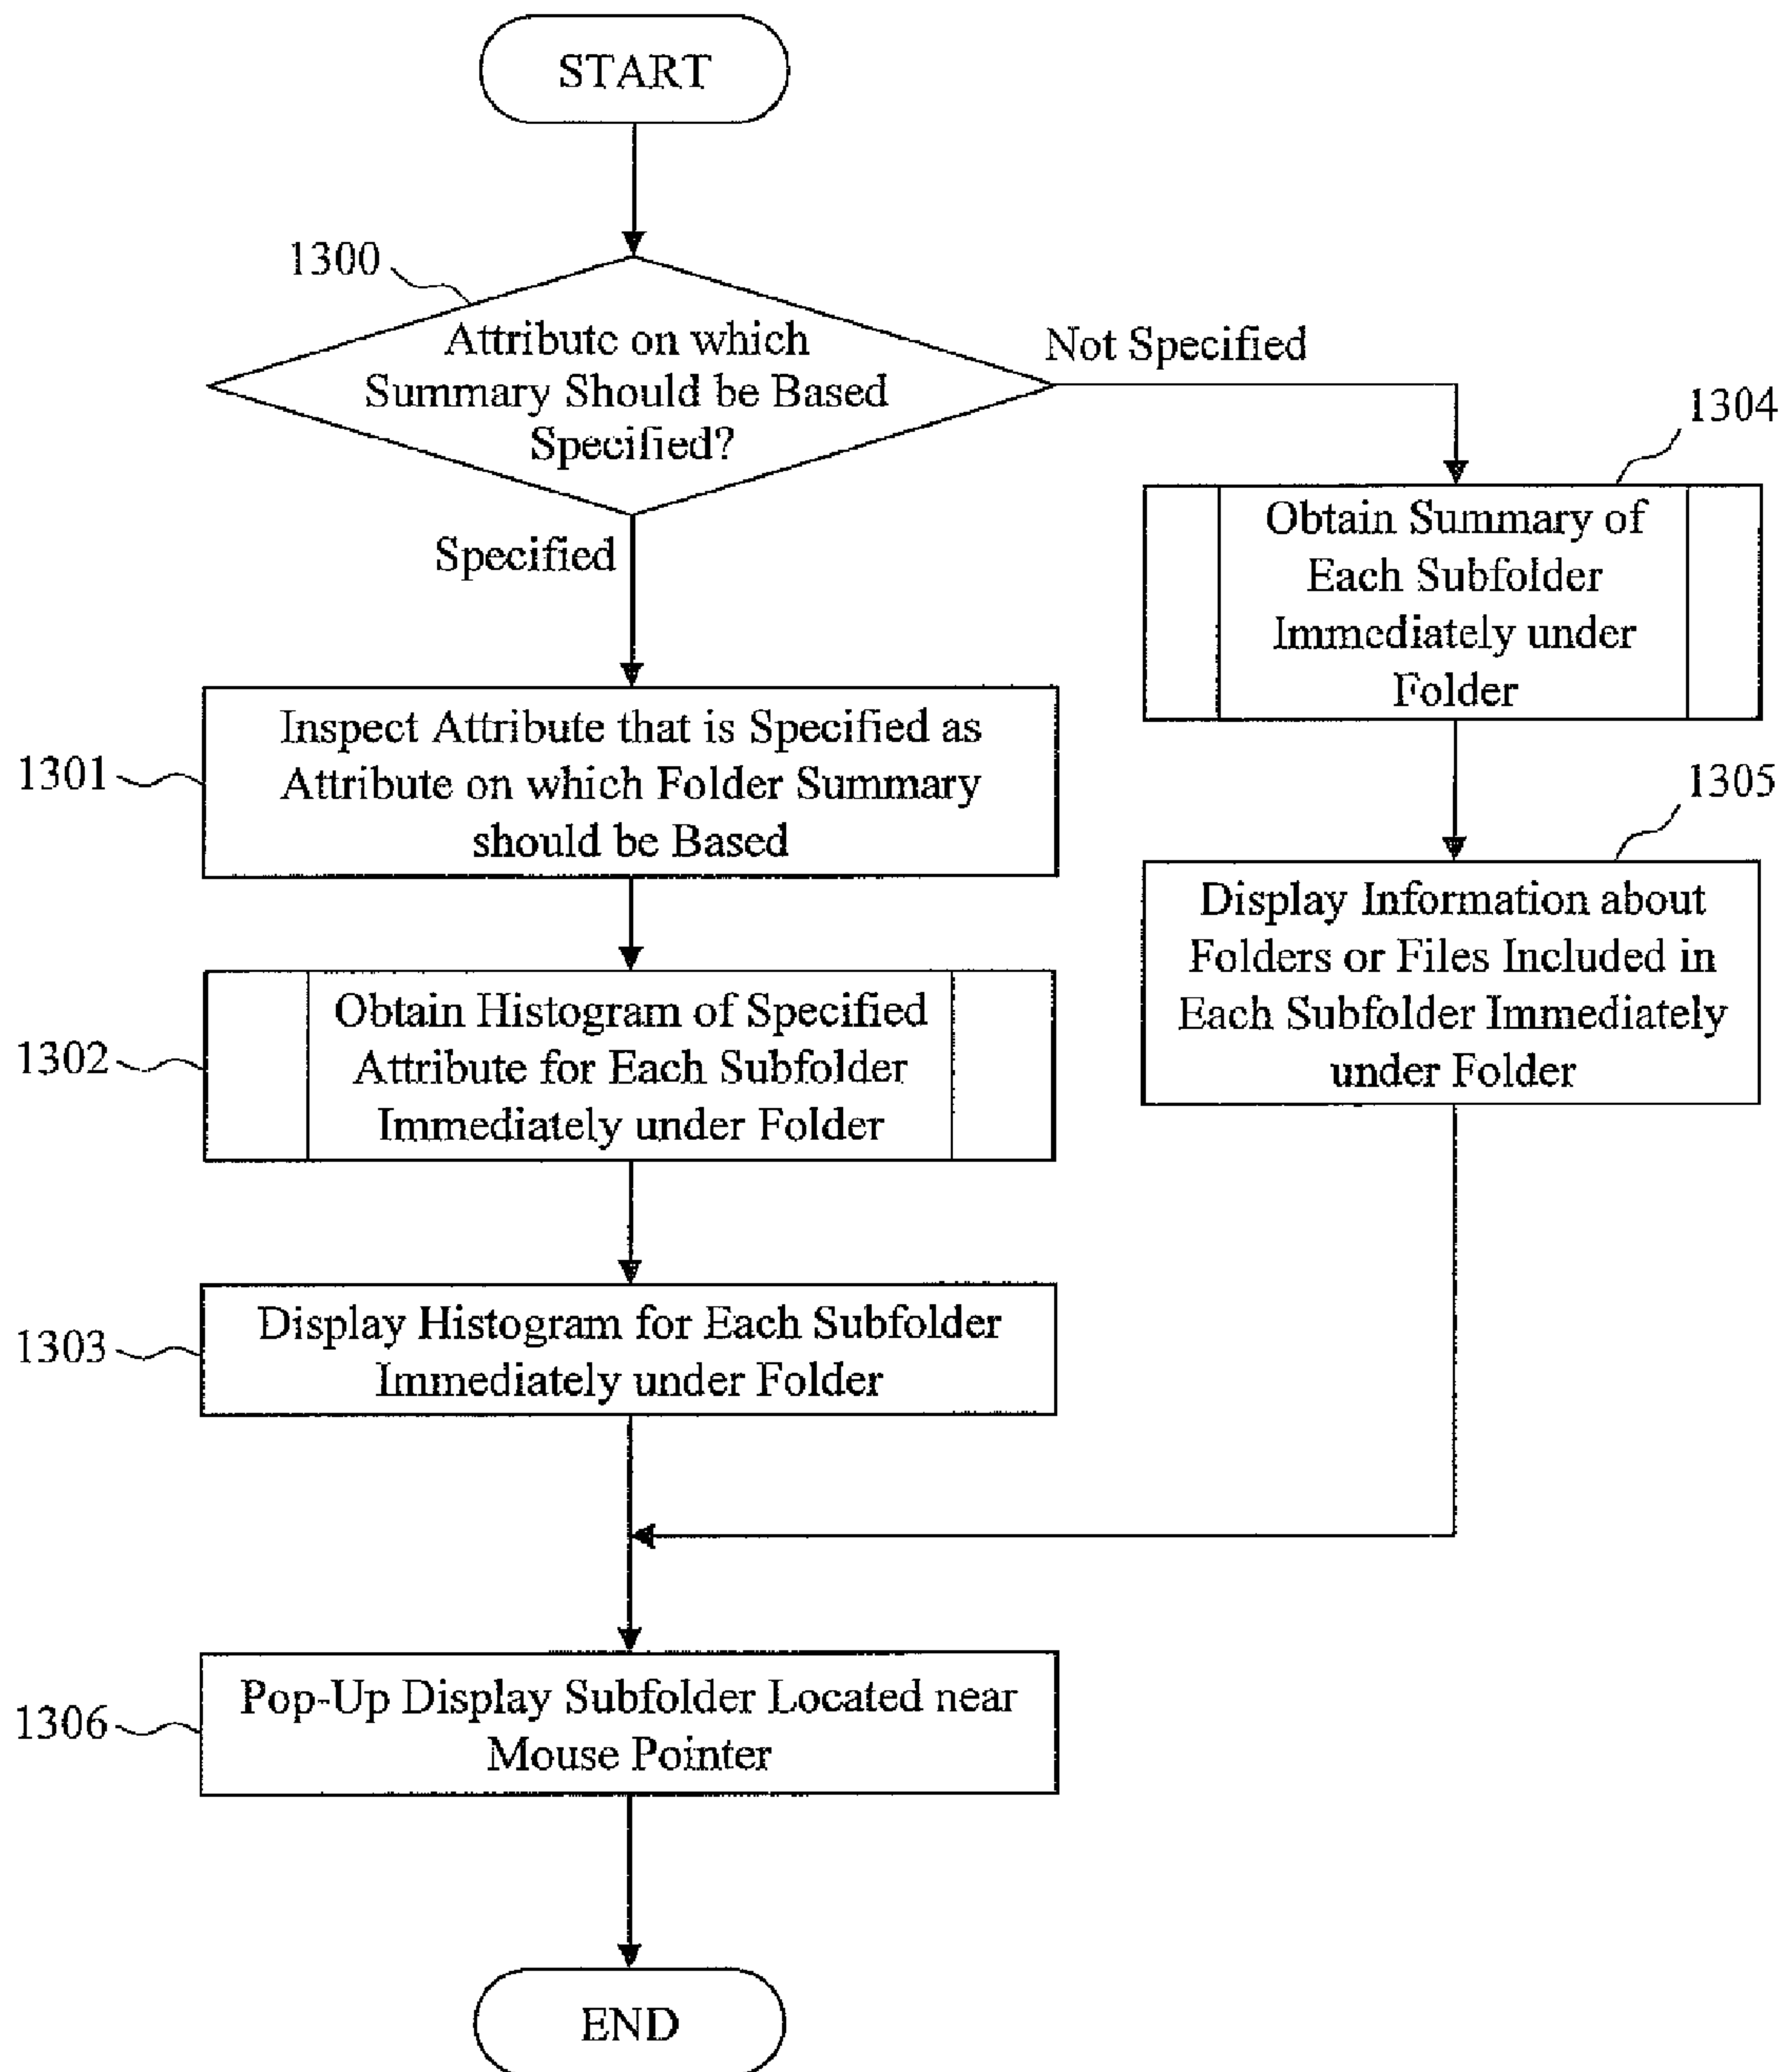 START
1300
Attribute on which
Summary Should be Based
Specified?
Not Specified
Specified
1304
Obtain Summary of
Each Subfolder
Immediately under
Folder
1301
Inspect Attribute that is Specified as
Attribute on which Folder Summary
should be Based
1305
Display Information about
Folders or Files Included in
Each Subfolder Immediately
under Folder
1302
Obtain Histogram of Specified
Attribute for Each Subfolder
Immediately under Folder
1303
Display Histogram for Each Subfolder
Immediately under Folder
1306
Pop-Up Display Subfolder Located near
Mouse Pointer
END